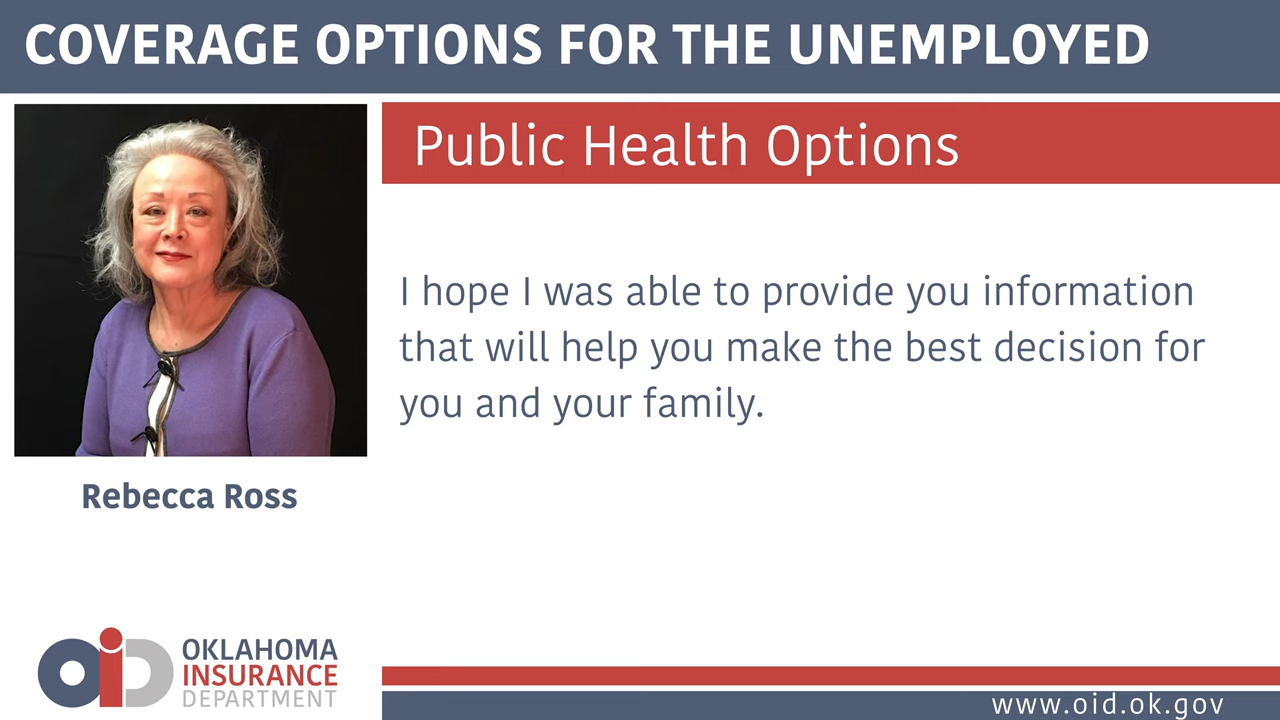 COVERAGE OPTIONS FOR THE UNEMPLOYED
Public Health Options
I hope I was able to provide you information
that will help you make the best decision for
you and your family.
Rebecca Ross
oiD OKLAHOMA
INSURANCE
DEPARTMENT
www.oid.ok.gov